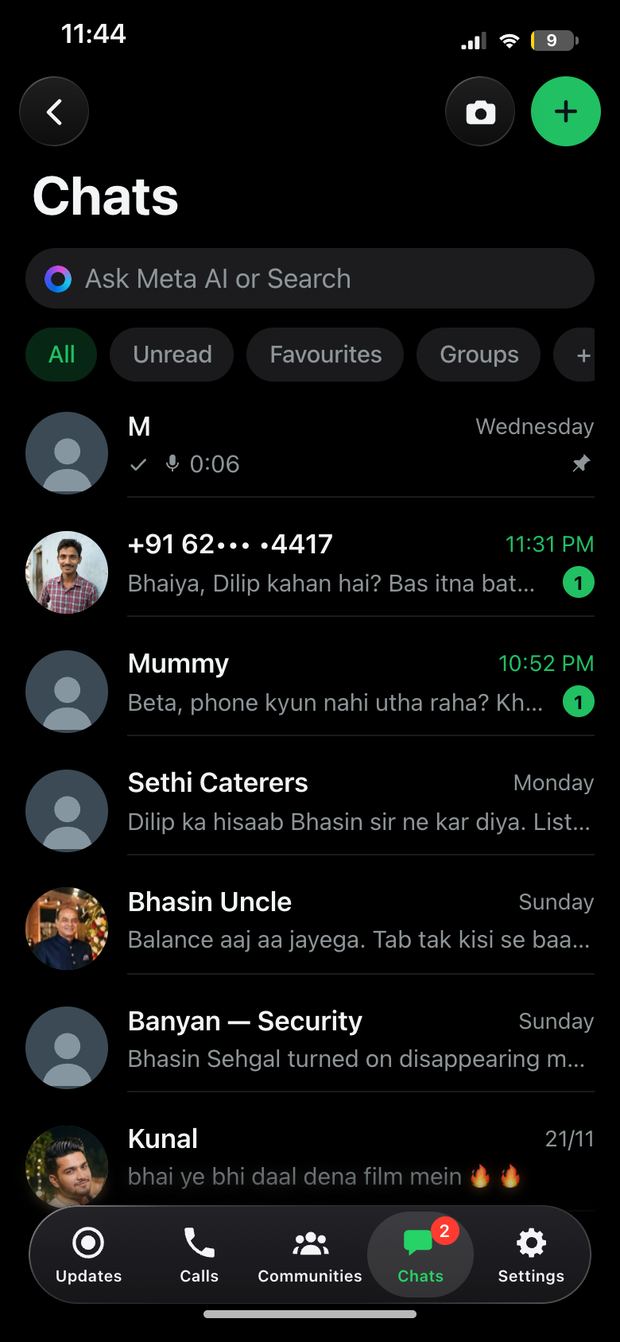 11:44
9
Chats
Ask Meta AI or Search
All
Unread
Favourites
Groups
+
M
Wednesday
0:06
+91 62••• •4417
11:31 PM
Bhaiya, Dilip kahan hai? Bas itna bat...
1
Mummy
10:52 PM
Beta, phone kyun nahi utha raha? Kh...
1
Sethi Caterers
Monday
Dilip ka hisaab Bhasin sir ne kar diya. List...
Bhasin Uncle
Sunday
Balance aaj aa jayega. Tab tak kisi se baa...
Banyan — Security
Sunday
Bhasin Sehgal turned on disappearing m...
Kunal
21/11
bhai ye bhi daal dena film mein 🔥 🔥
2
Updates
Calls
Communities
Chats
Settings